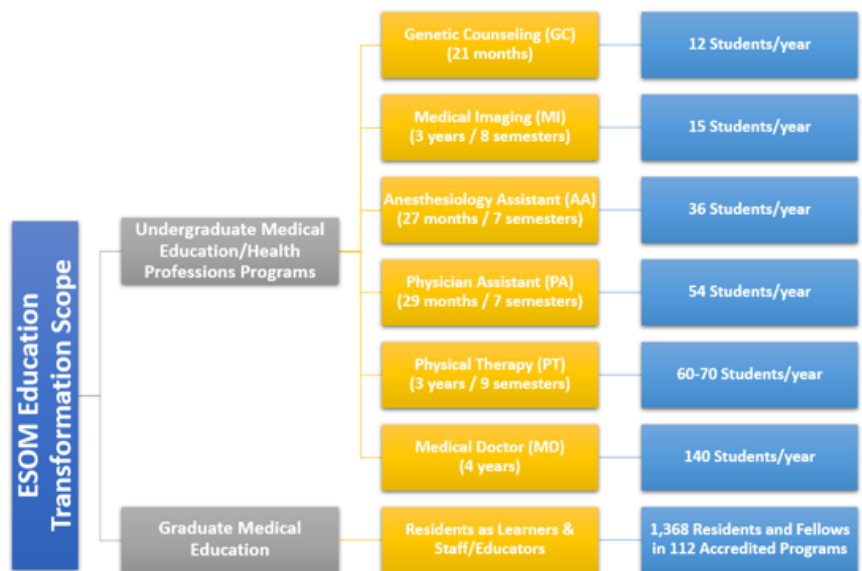 ESOM Education
Transformation Scope
Undergraduate Medical
Education/Health
Professions Programs
Genetic Counseling (GC)
(21 months)
12 Students/year
Medical Imaging (MI)
(3 years / 8 semesters)
15 Students/year
Anesthesiology Assistant (AA)
(27 months / 7 semesters)
36 Students/year
Physician Assistant (PA)
(29 months / 7 semesters)
54 Students/year
Physical Therapy (PT)
(3 years / 9 semesters)
60-70 Students/year
Medical Doctor (MD)
(4 years)
140 Students/year
Graduate Medical
Education
Residents as Learners &
Staff/Educators
1,368 Residents and Fellows
in 112 Accredited Programs